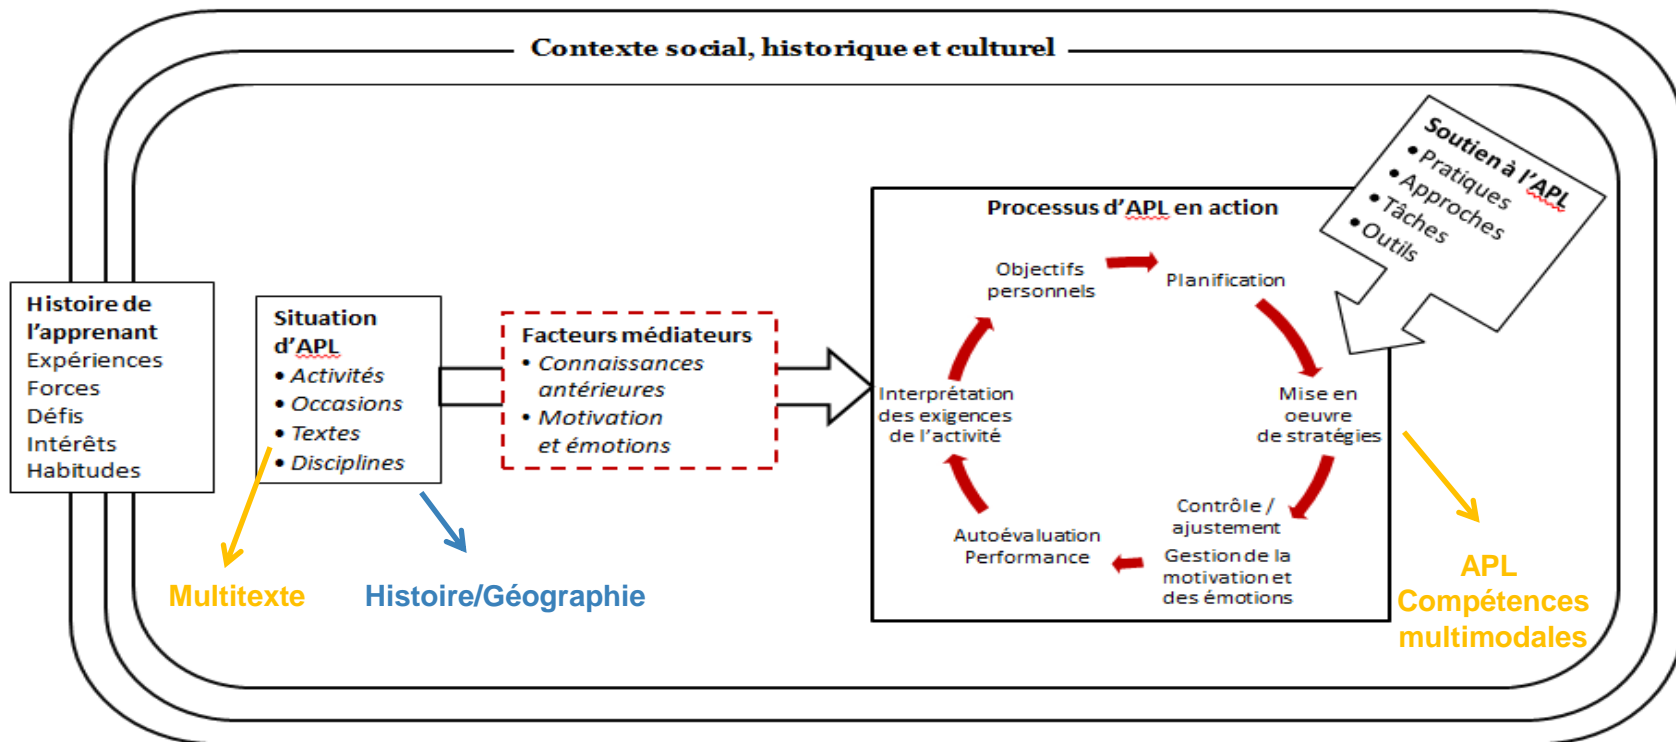 Contexte social, historique et culturel
Histoire de
l'apprenant
Expériences
Forces
Défis
Intérêts
Habitudes
Situation
d'APL
• Activités
• Occasions
• Textes
• Disciplines
Multitexte
Histoire/Géographie
Facteurs médiateurs
• Connaissances
antérieures
• Motivation
et émotions
Processus d'APL en action
Objectifs
personnels
Planification
Mise en
oeuvre
de stratégies
Contrôle /
ajustement
Gestion de la
motivation et
des émotions
Autoévaluation
Performance
Interprétation
des exigences
de l'activité
Soutien à l'APL
• Pratiques
• Approches
• Tâches
• Outils
APL
Compétences
multimodales